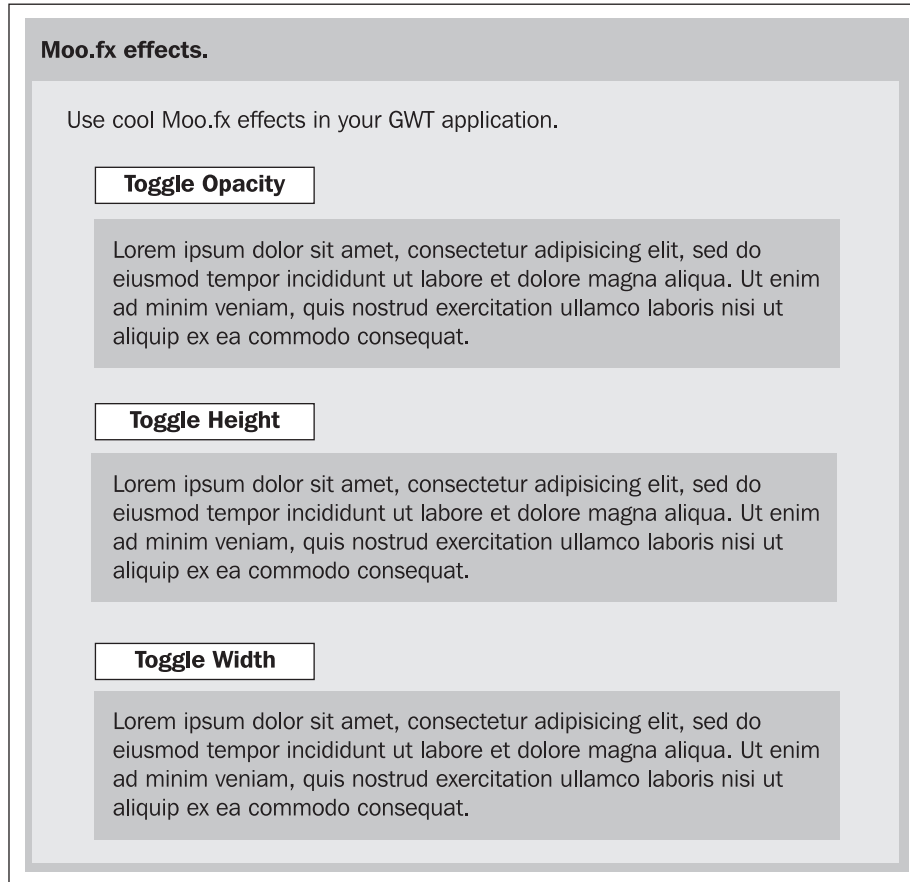 Moo.fx effects.
Use cool Moo.fx effects in your GWT application.
Toggle Opacity
Lorem ipsum dolor sit amet, consectetur adipisicing elit, sed do
eiusmod tempor incididunt ut labore et dolore magna aliqua. Ut enim
ad minim veniam, quis nostrud exercitation ullamco laboris nisi ut
aliquip ex ea commodo consequat.
Toggle Height
Lorem ipsum dolor sit amet, consectetur adipisicing elit, sed do
eiusmod tempor incididunt ut labore et dolore magna aliqua. Ut enim
ad minim veniam, quis nostrud exercitation ullamco laboris nisi ut
aliquip ex ea commodo consequat.
Toggle Width
Lorem ipsum dolor sit amet, consectetur adipisicing elit, sed do
eiusmod tempor incididunt ut labore et dolore magna aliqua. Ut enim
ad minim veniam, quis nostrud exercitation ullamco laboris nisi ut
aliquip ex ea commodo consequat.